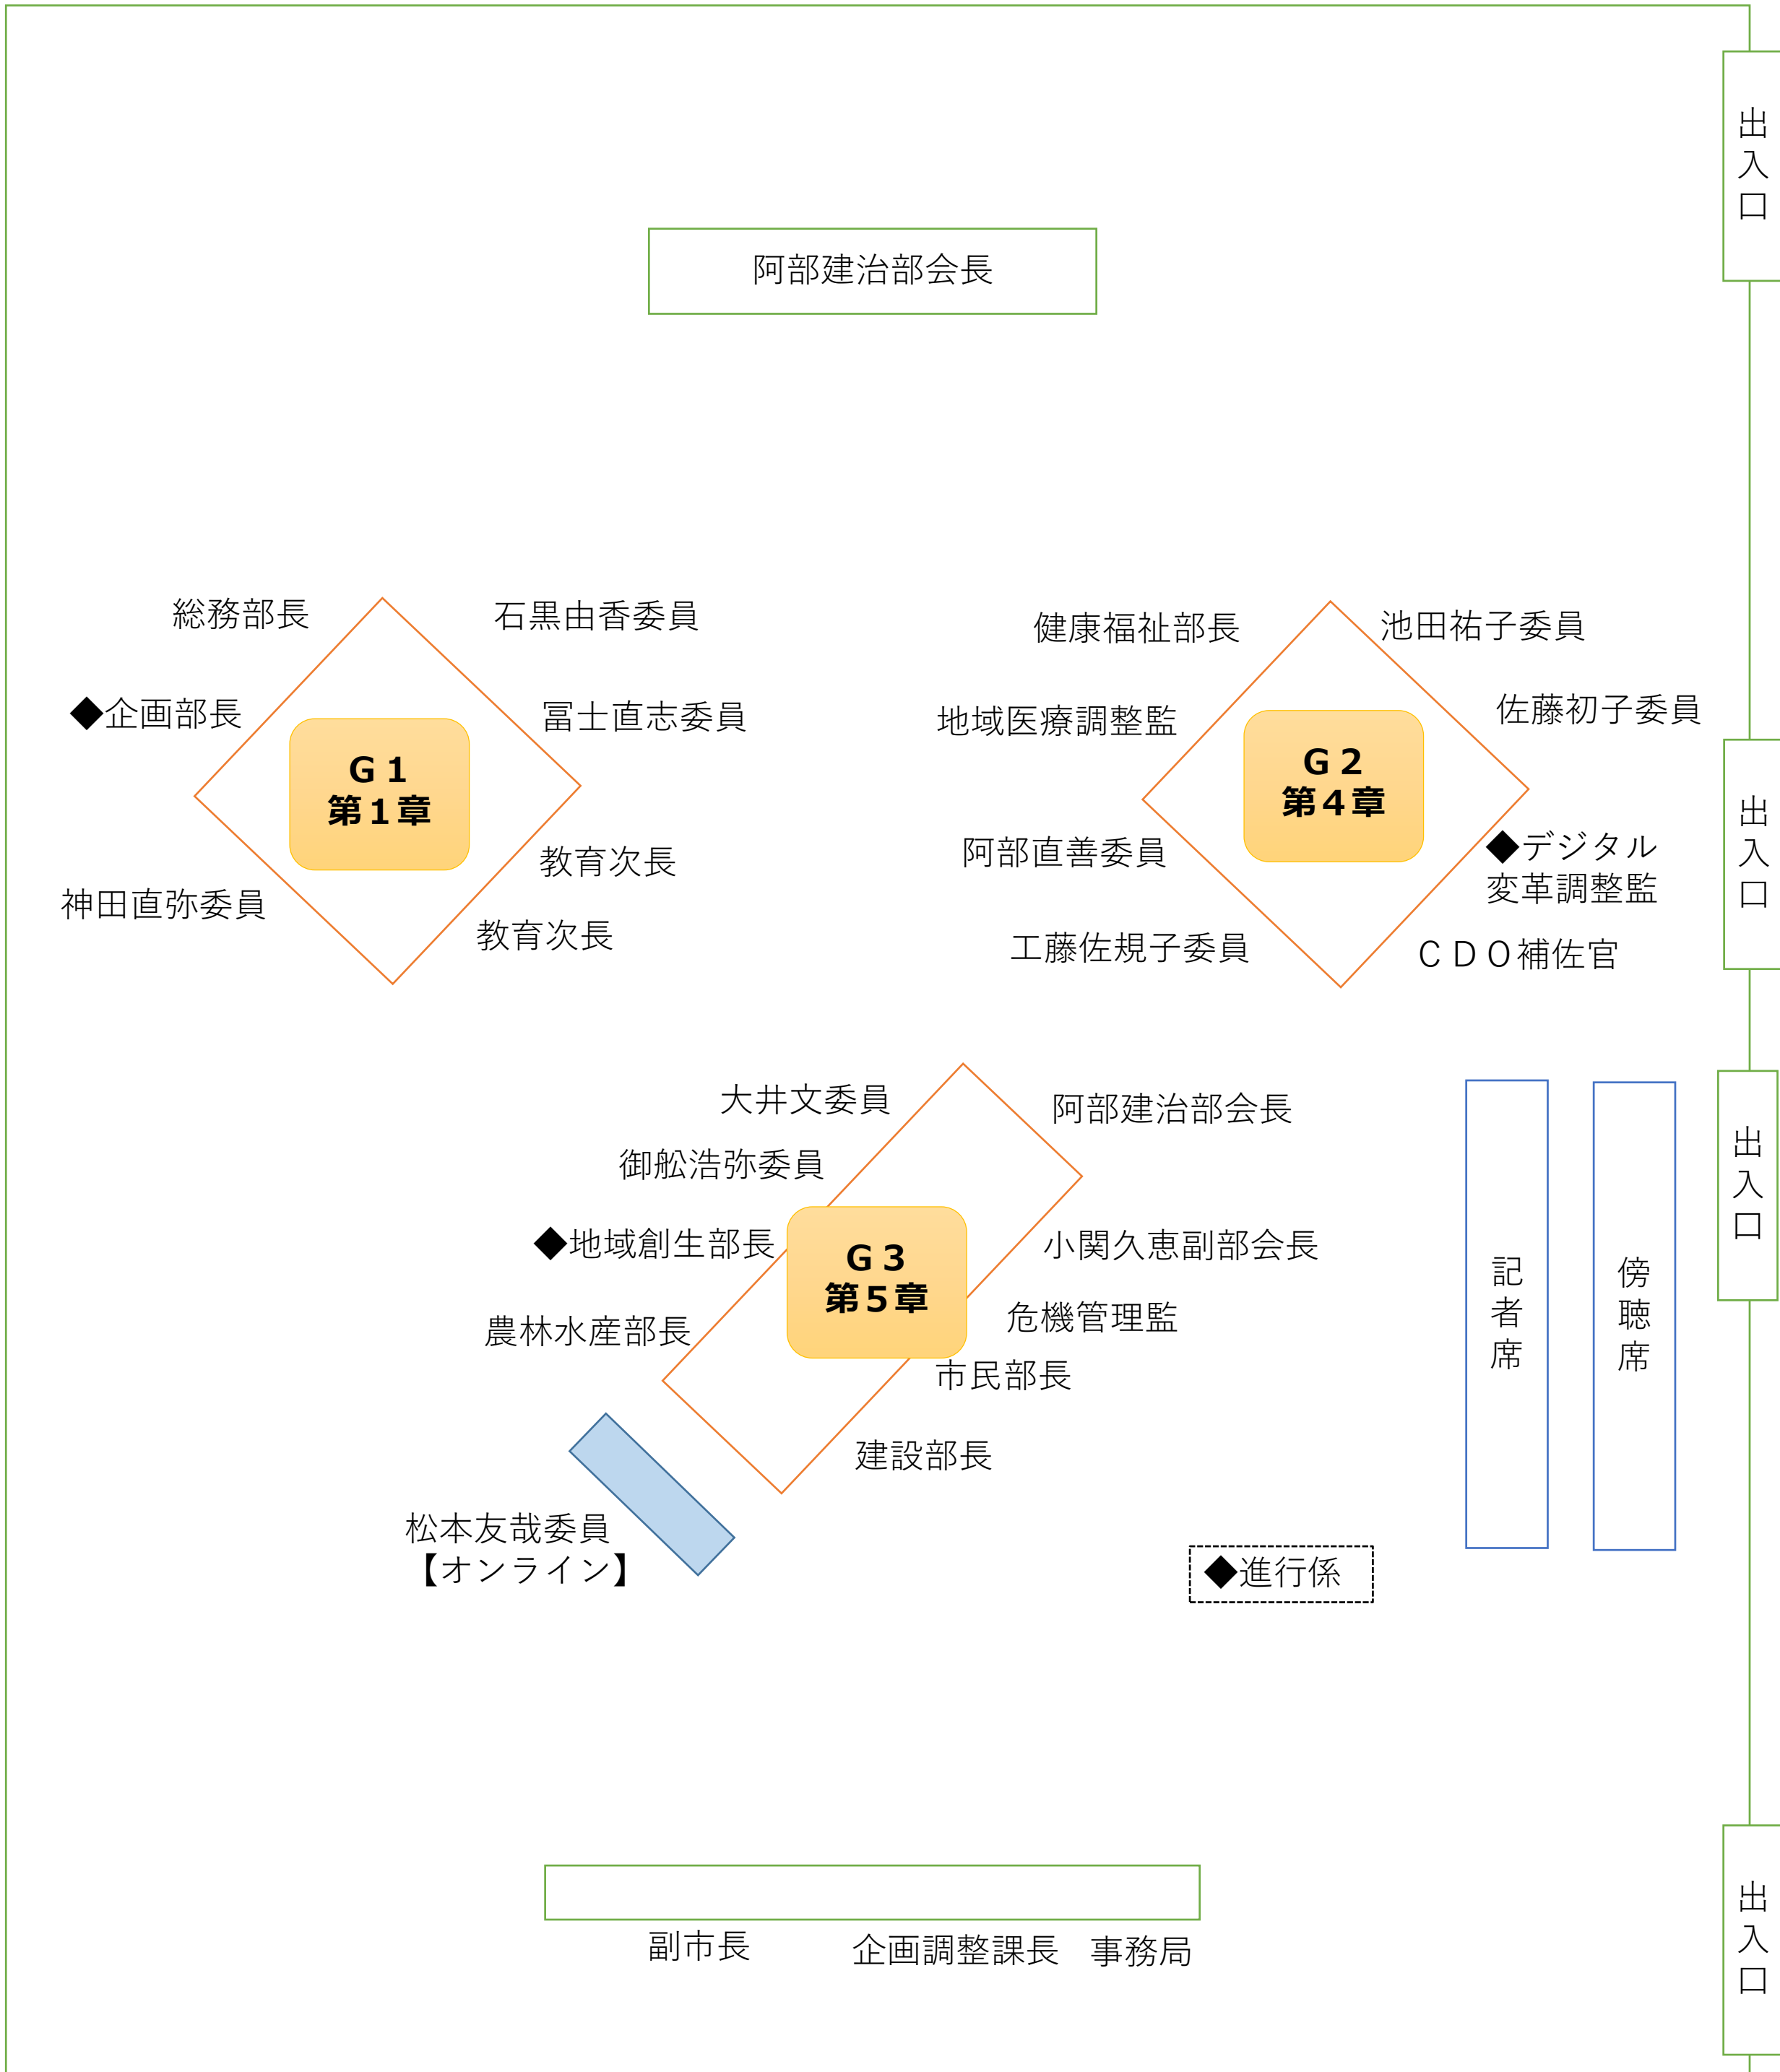 出入口
阿部建治部会長
総務部長
石黒由香委員
◆企画部長
冨士直志委員
G1
第1章
教育次長
神田直弥委員
教育次長
健康福祉部長
池田祐子委員
地域医療調整監
佐藤初子委員
G2
第4章
阿部直善委員
◆デジタル
変革調整監
工藤佐規子委員
CDO補佐官
出入口
大井文委員
阿部建治部会長
御舩浩弥委員
◆地域創生部長
小関久恵副部会長
G3
第5章
農林水産部長
危機管理監
市民部長
建設部長
松本友哉委員
【オンライン】
◆進行係
記者席
傍聴席
出入口
副市長
企画調整課長
事務局
出入口